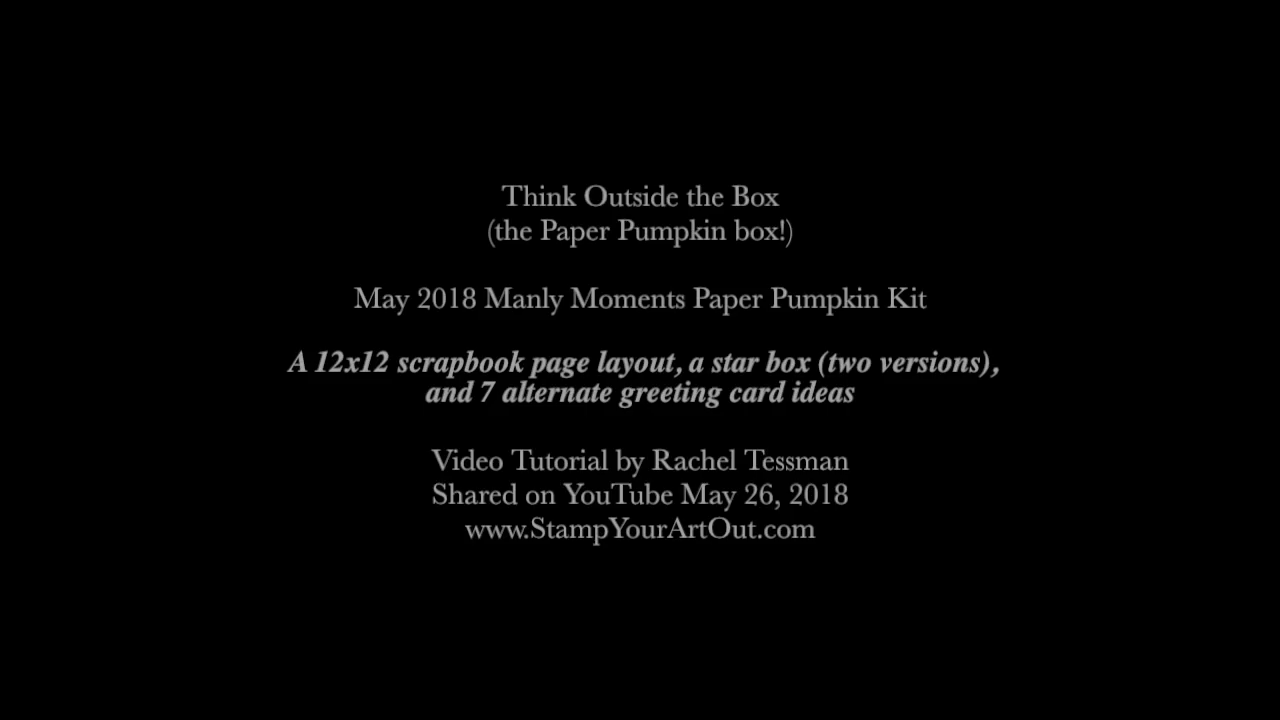 Think Outside the Box
(the Paper Pumpkin box!)
May 2018 Manly Moments Paper Pumpkin Kit
A 12x12 scrapbook page layout, a star box (two versions),
and 7 alternate greeting card ideas
Video Tutorial by Rachel Tessman
Shared on YouTube May 26, 2018
www.StampYourArtOut.com